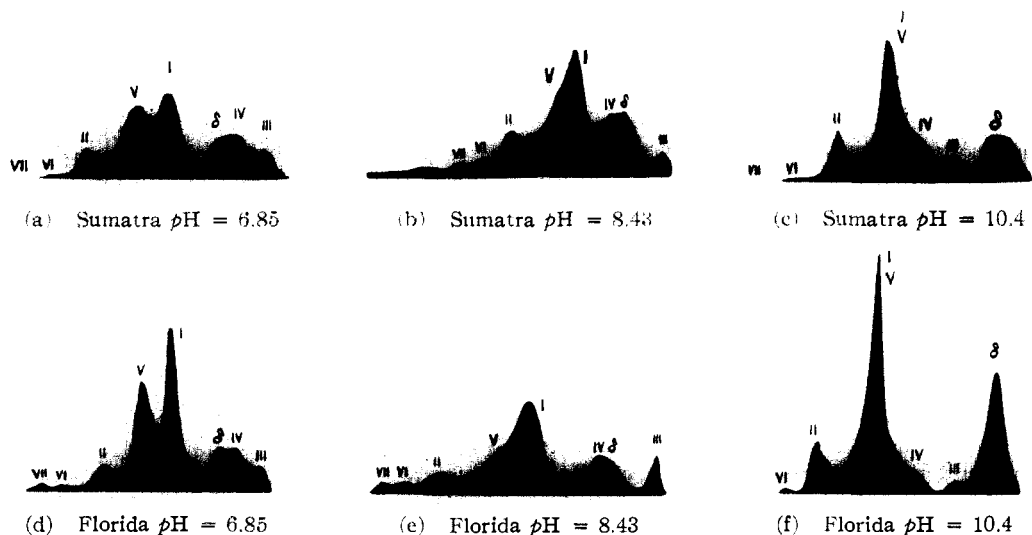 I
V
II
δ
IV
III
VII
VI
(a) Sumatra pH = 6.85
V
I
II
IV
δ
VII
VI
III
(b) Sumatra pH = 8.43
I
V
II
IV
III
δ
VII
VI
(c) Sumatra pH = 10.4
I
V
II
δ
IV
III
VII
VI
(d) Florida pH = 6.85
I
V
II
IV
δ
III
VII
VI
(e) Florida pH = 8.43
I
V
δ
II
IV
III
VI
(f) Florida pH = 10.4